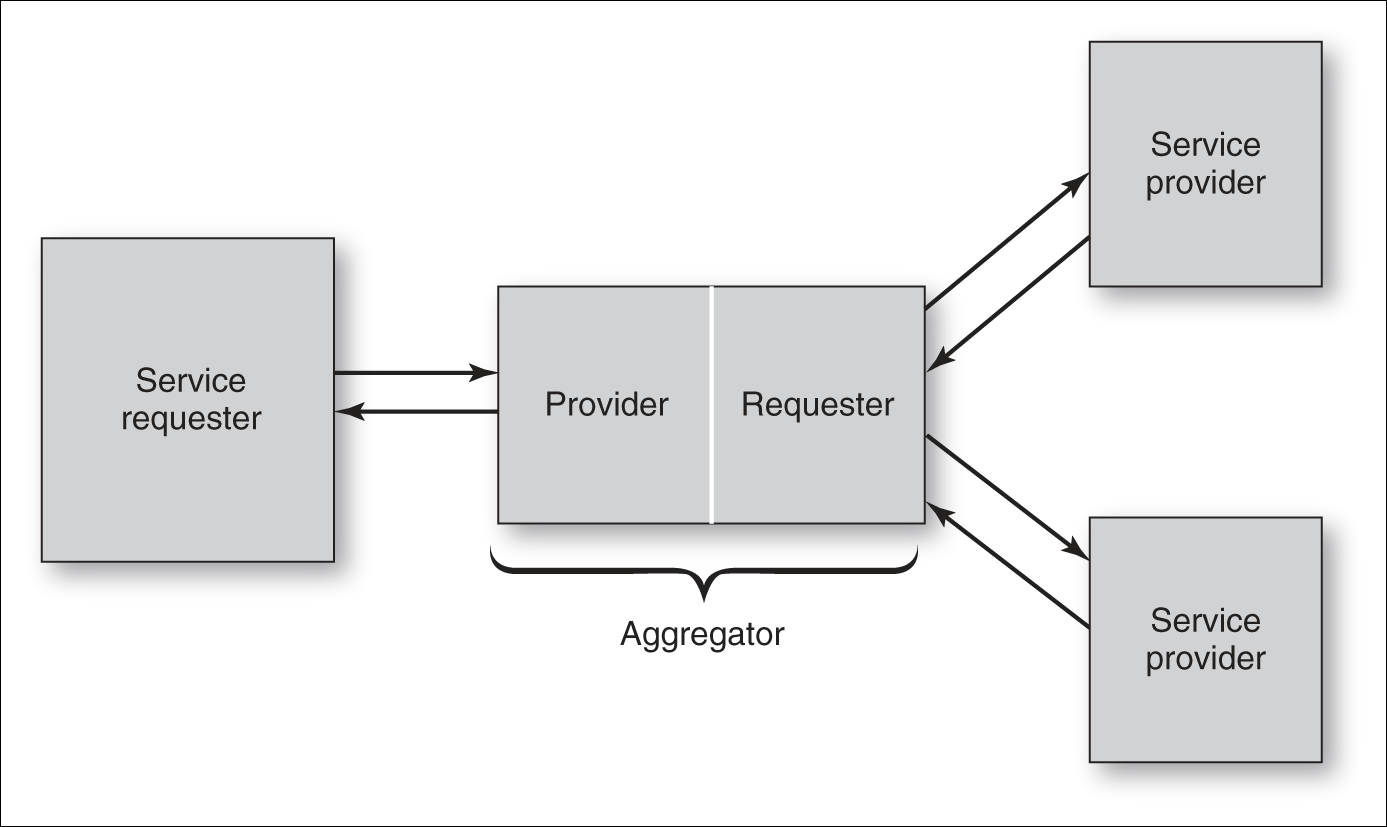 Service
requester
Provider
Requester
Aggregator
Service
provider
Service
provider